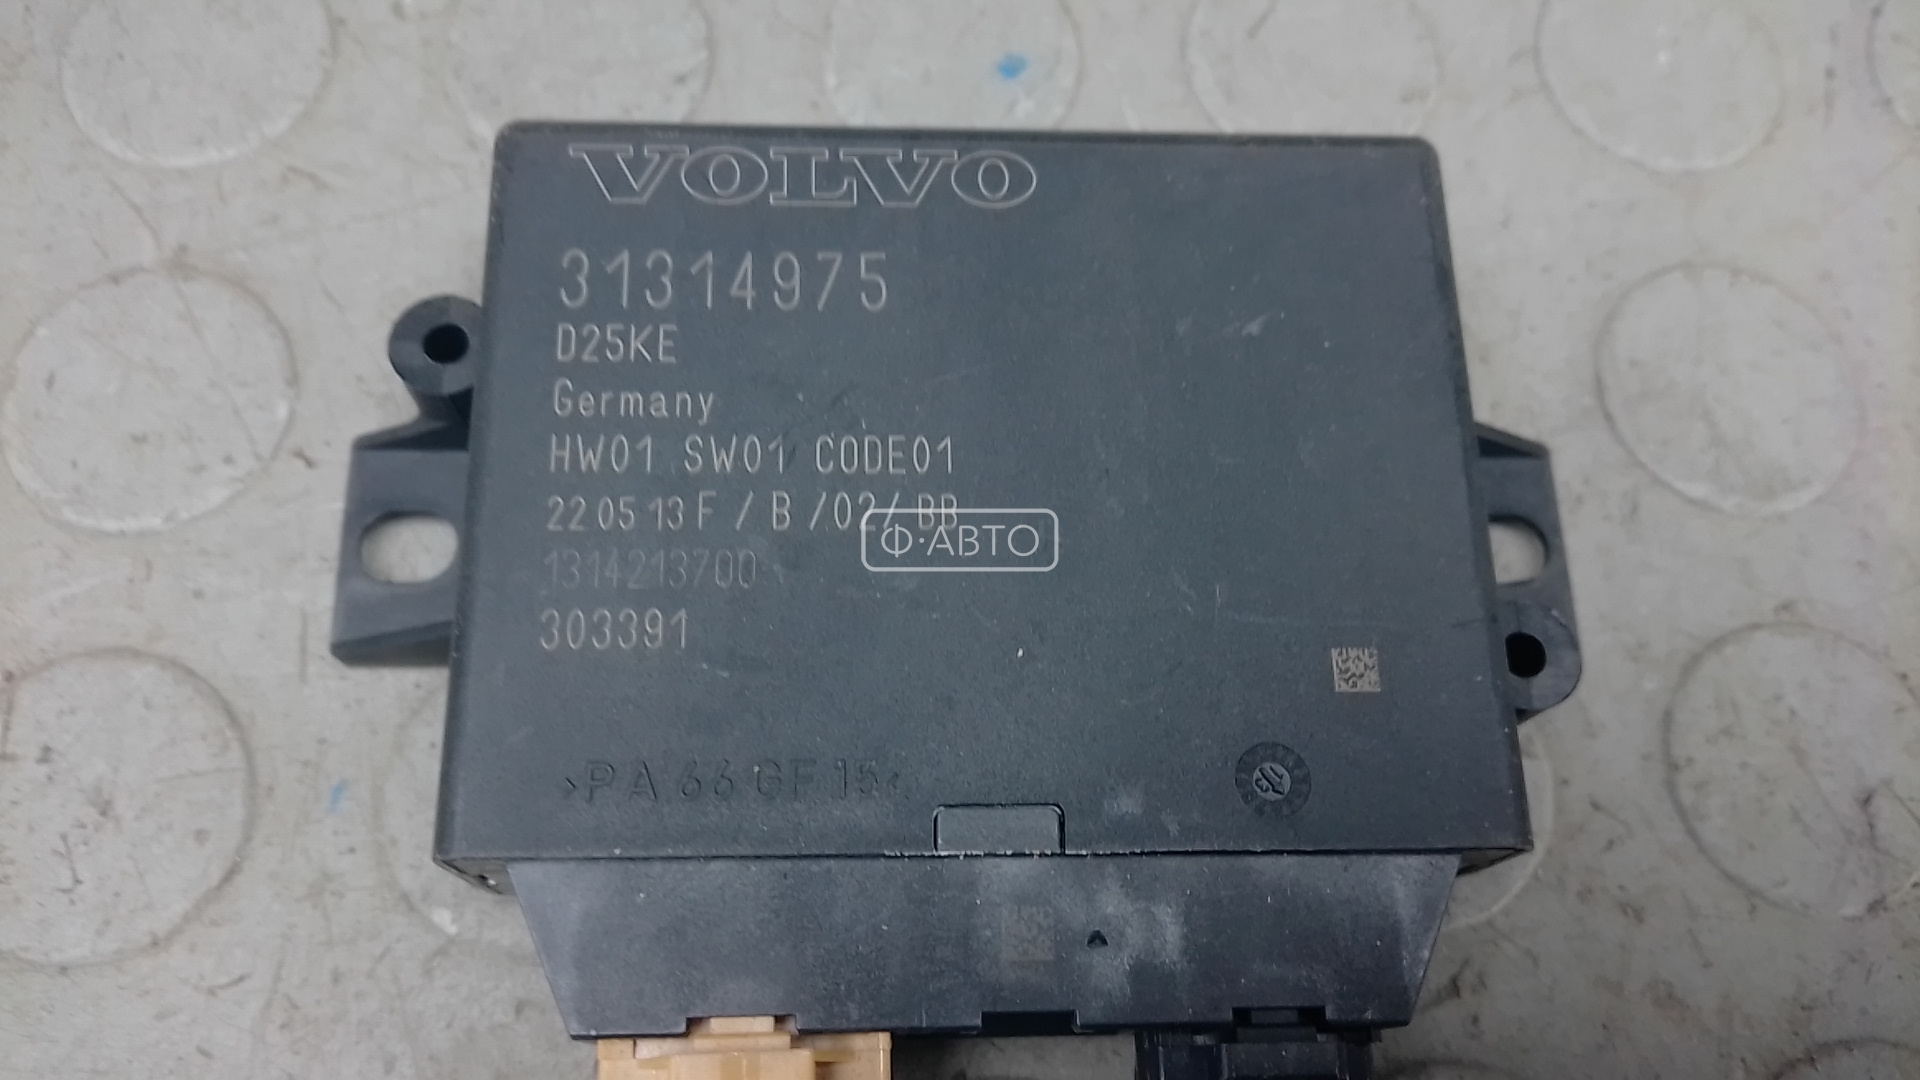 VOLVO
31314975
D25KE
Germany
HW01 SW01 CODE01
22 05 13 F / B /02/ BB
Ф·АВТО
1314213700
303391
>PA 66 GF 15<